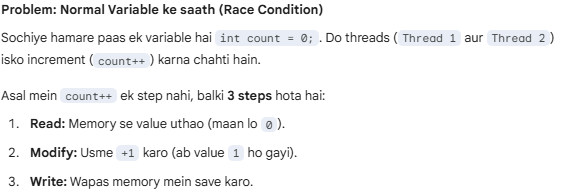 Problem: Normal Variable ke saath (Race Condition)
Sochiye hamare paas ek variable hai int count = 0; . Do threads ( Thread 1 aur Thread 2 )
isko increment ( count++ ) karna chahti hain.
Asal mein count++ ek step nahi, balki 3 steps hota hai:
1. Read: Memory se value uthao (maan lo 0 ).
2. Modify: Usme +1 karo (ab value 1 ho gayi).
3. Write: Wapas memory mein save karo.